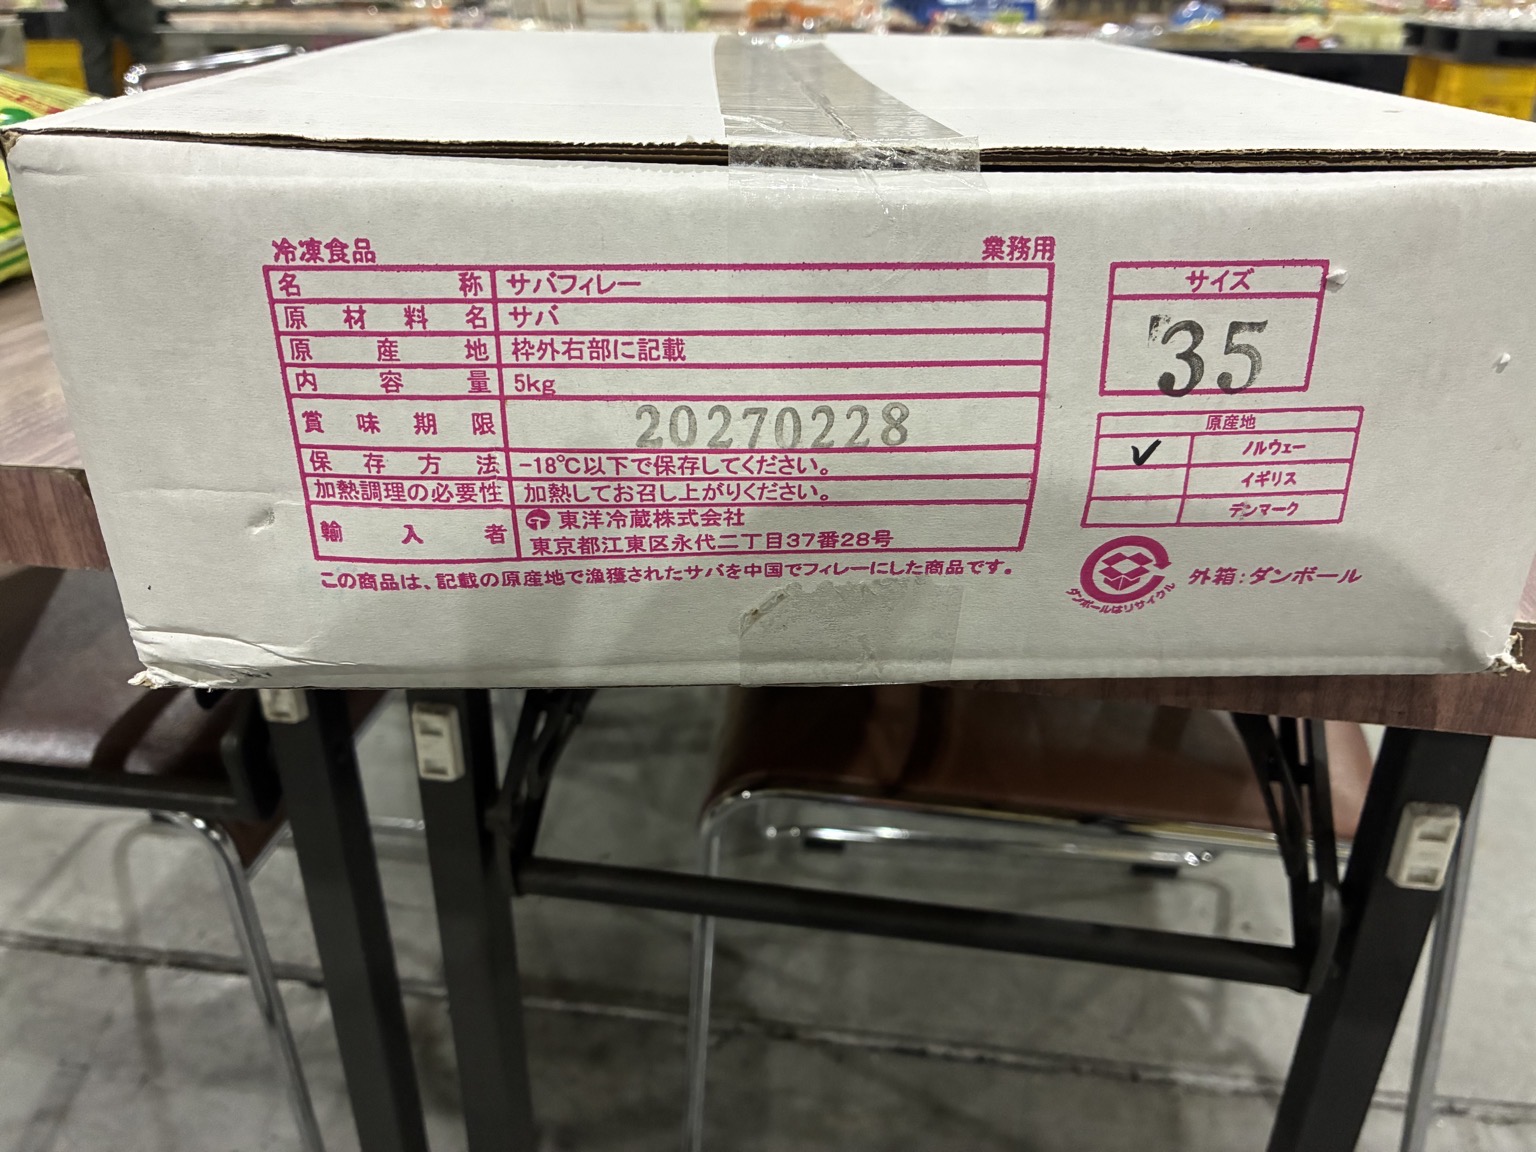 冷凍食品 業務用
名称 サバフィレー
原材料名 サバ
原産地 枠外右部に記載
内容量 5kg
賞味期限 20270228
保存方法 -18℃以下で保存してください。
加熱調理の必要性 加熱してお召し上がりください。
輸入者 東洋冷蔵株式会社
東京都江東区永代二丁目37番28号
この商品は、記載の原産地で漁獲されたサバを中国でフィレーにした商品です。
サイズ
35
原産地
✓ ノルウェー
イギリス
デンマーク
ダンボールはリサイクル
外箱:ダンボール